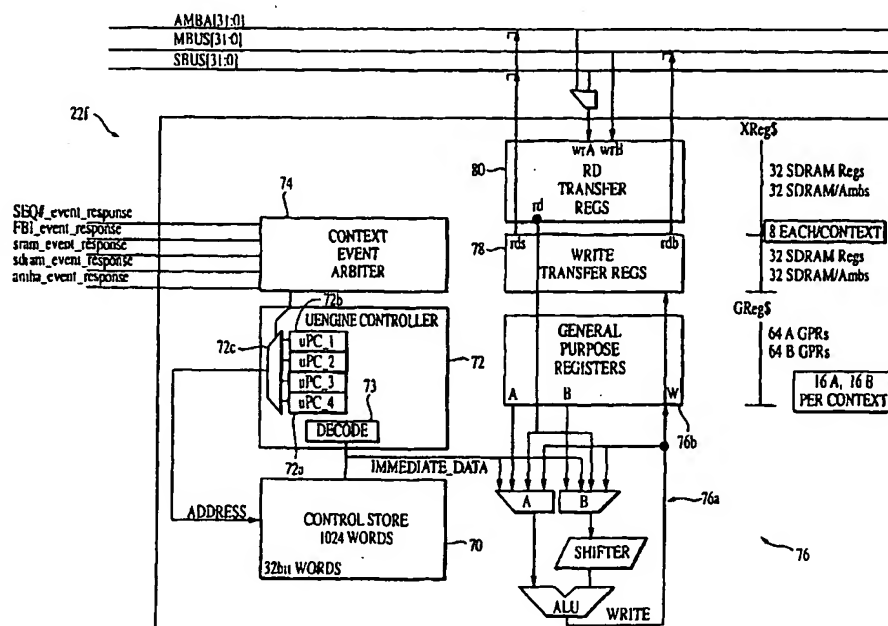 AMBA[31:0]
MBUS[31:0]
SBUS[31:0]
22f
XReg$
wrA wrB
80
RD
TRANSFER
REGS
rd
32 SDRAM Regs
32 SDRAM/Ambs
74
SEQ#_event_response
FBI_event_response
sram_event_response
sdram_event_response
amba_event_response
CONTEXT
EVENT
ARBITER
78
rds
rdb
WRITE
TRANSFER REGS
8 EACH/CONTEXT
32 SDRAM Regs
32 SDRAM/Ambs
72b
GReg$
UENGINE CONTROLLER
72c
uPC_1
uPC_2
uPC_3
uPC_4
72
73
DECODE
72a
GENERAL
PURPOSE
REGISTERS
A
B
W
64 A GPRs
64 B GPRs
16 A, 16 B
PER CONTEXT
76b
IMMEDIATE_DATA
A
B
76a
ADDRESS
CONTROL STORE
1024 WORDS
32bit WORDS
70
SHIFTER
76
ALU
WRITE